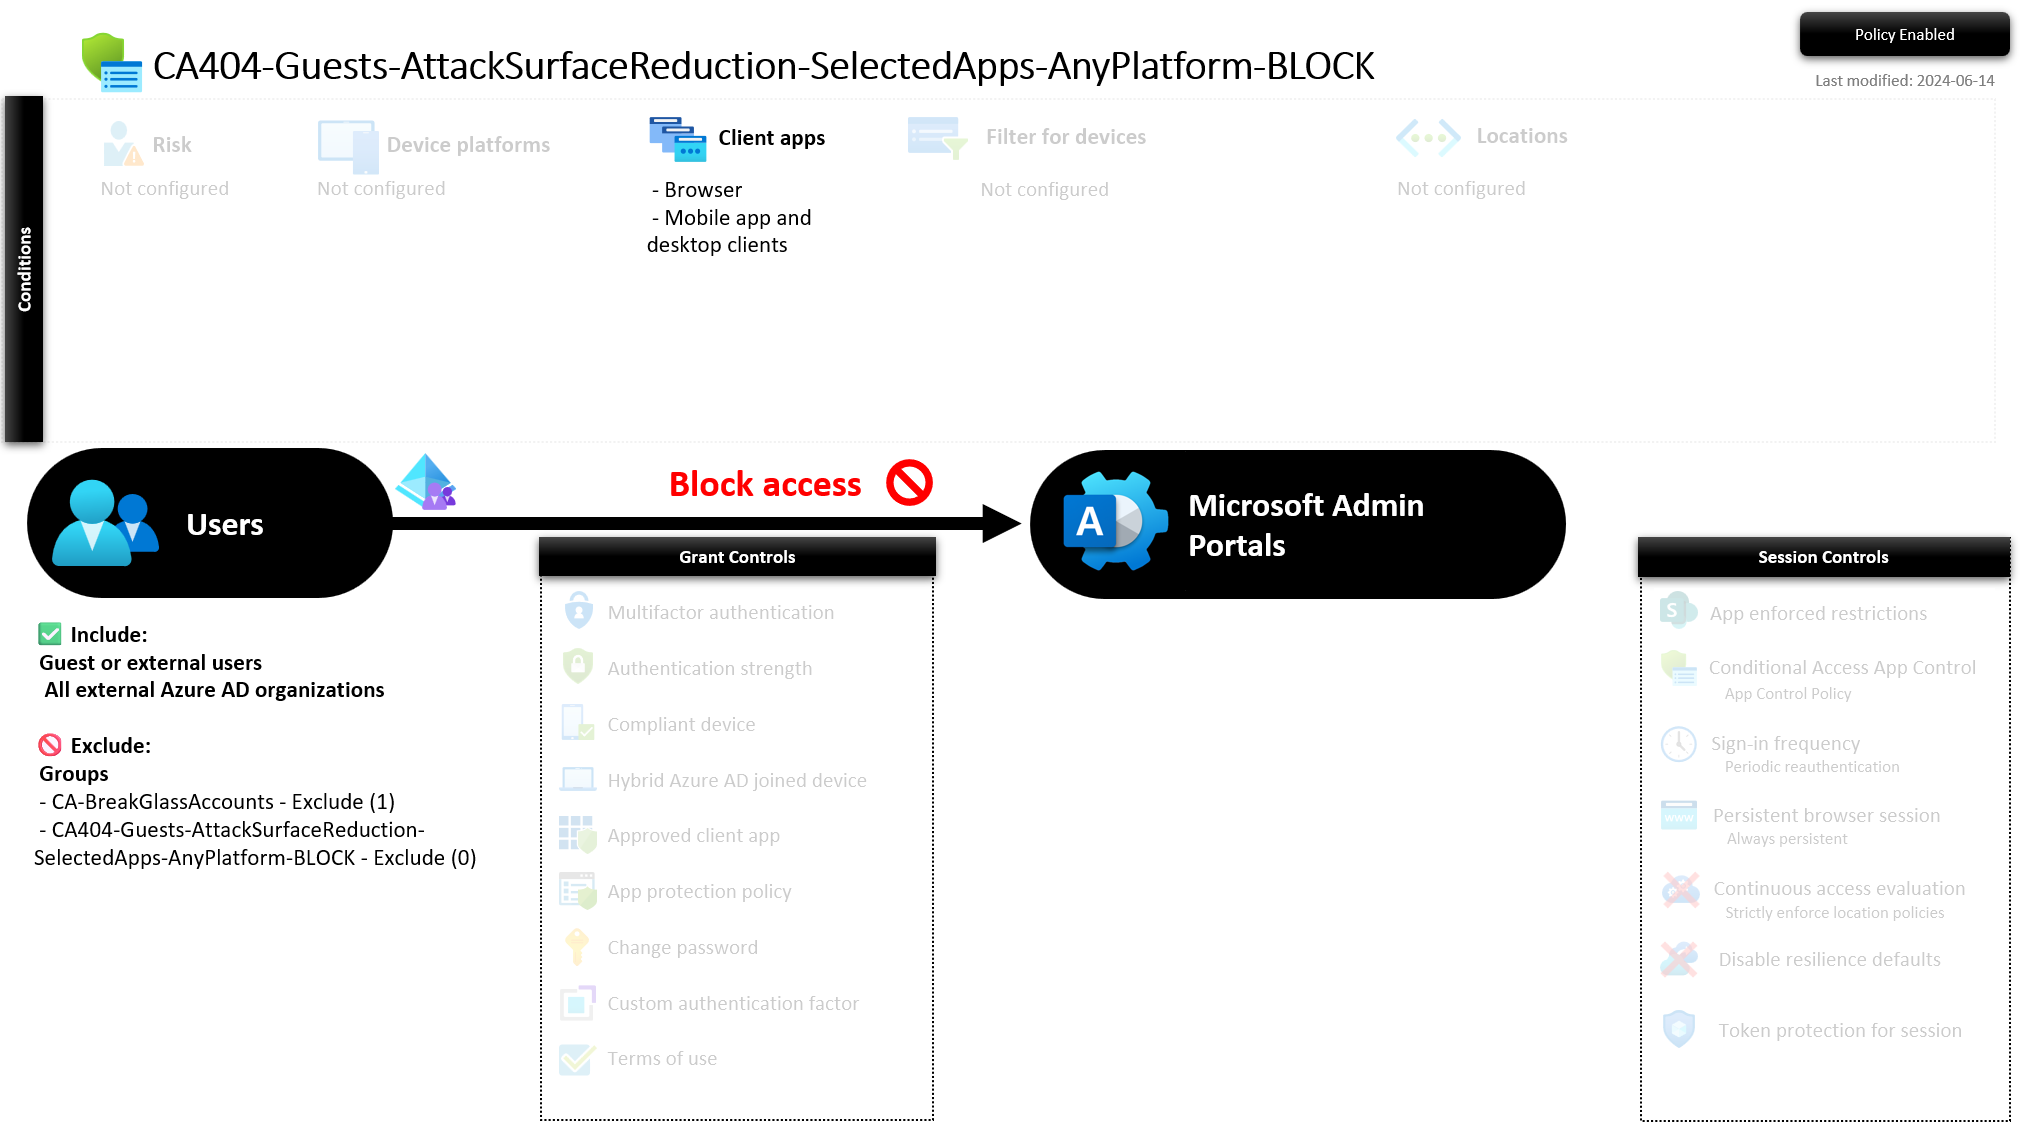 Policy Enabled
CA404-Guests-AttackSurfaceReduction-SelectedApps-AnyPlatform-BLOCK
Last modified: 2024-06-14
Conditions
Risk
Not configured
Device platforms
Not configured
Client apps
- Browser
- Mobile app and
desktop clients
Filter for devices
Not configured
Locations
Not configured
Users
Block access
A
Microsoft Admin
Portals
Include:
Guest or external users
All external Azure AD organizations
Exclude:
Groups
- CA-BreakGlassAccounts - Exclude (1)
- CA404-Guests-AttackSurfaceReduction-
SelectedApps-AnyPlatform-BLOCK - Exclude (0)
Grant Controls
Multifactor authentication
Authentication strength
Compliant device
Hybrid Azure AD joined device
Approved client app
App protection policy
Change password
Custom authentication factor
Terms of use
Session Controls
S
App enforced restrictions
Conditional Access App Control
App Control Policy
Sign-in frequency
Periodic reauthentication
www
Persistent browser session
Always persistent
Continuous access evaluation
Strictly enforce location policies
Disable resilience defaults
Token protection for session